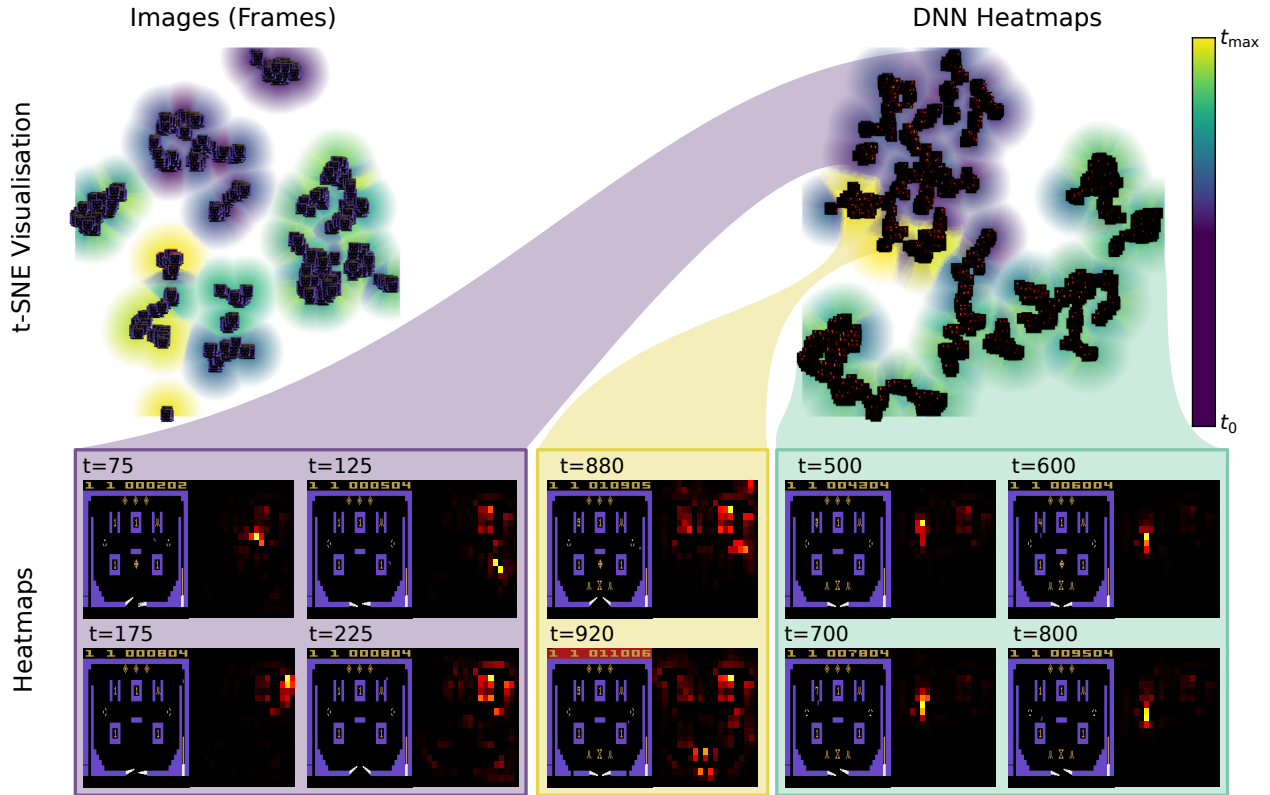 Images (Frames)
DNN Heatmaps
t-SNE Visualisation
tmax
t0
Heatmaps
t=75
t=125
t=880
t=500
t=600
1 1 000202
1 1 000504
1 1 010905
1 1 004204
1 1 006004
t=175
t=225
t=920
t=700
t=800
1 1 000804
1 1 000804
1 1 011006
1 1 007804
1 1 009504